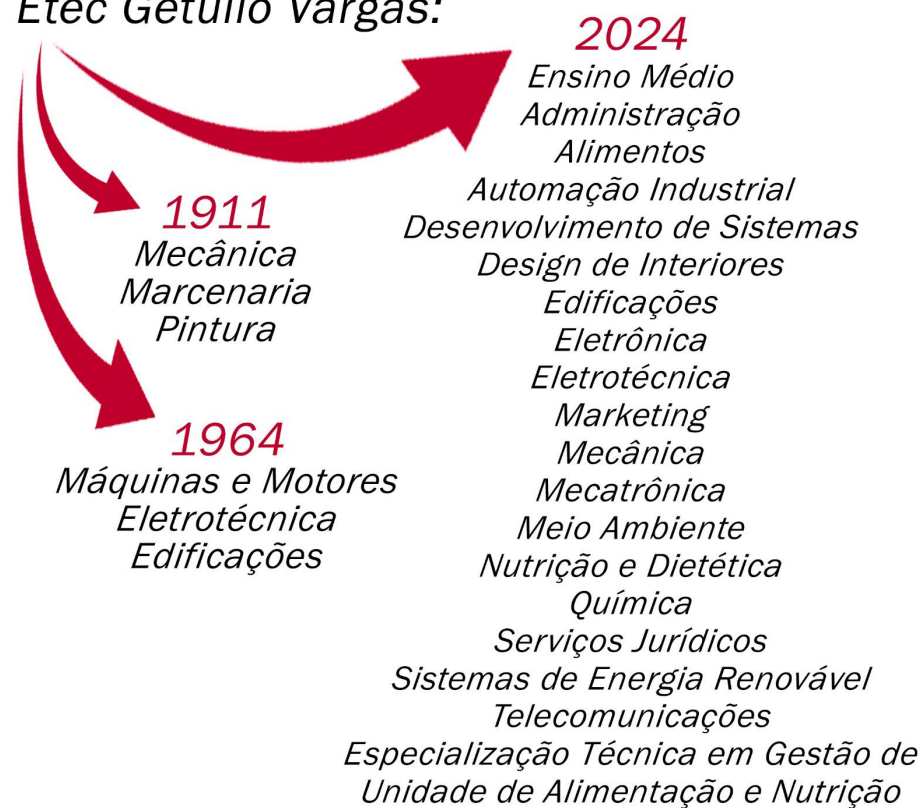 Etec Getúlio Vargas:
1911
Mecânica
Marcenaria
Pintura
1964
Máquinas e Motores
Eletrotécnica
Edificações
2024
Ensino Médio
Administração
Alimentos
Automação Industrial
Desenvolvimento de Sistemas
Design de Interiores
Edificações
Eletrônica
Eletrotécnica
Marketing
Mecânica
Mecatrônica
Meio Ambiente
Nutrição e Dietética
Química
Serviços Jurídicos
Sistemas de Energia Renovável
Telecomunicações
Especialização Técnica em Gestão de
Unidade de Alimentação e Nutrição